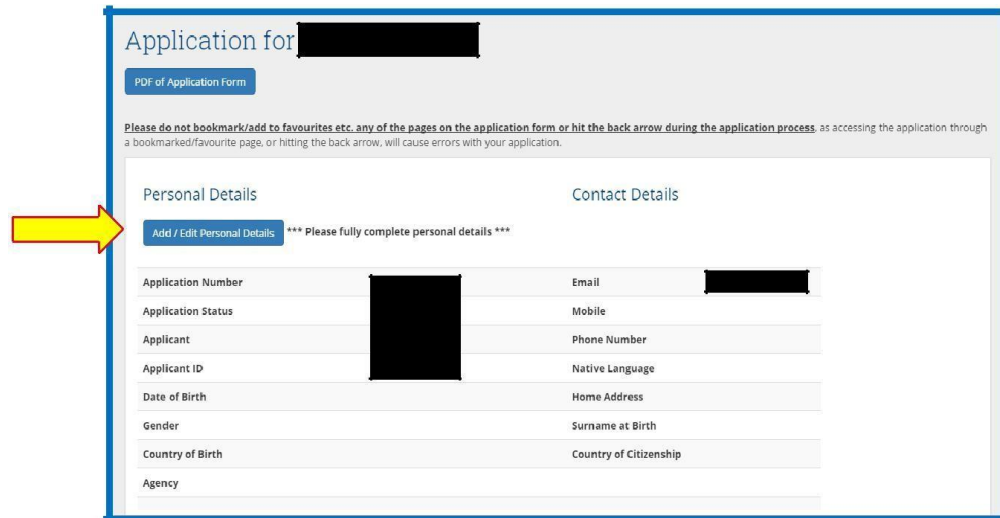 Application for
PDF of Application Form
Please do not bookmark/add to favourites etc. any of the pages on the application form or hit the back arrow during the application process, as accessing the application through
a bookmarked/favourite page, or hitting the back arrow, will cause errors with your application.
Personal Details
Contact Details
Add / Edit Personal Details *** Please fully complete personal details ***
Application Number
Email
Application Status
Mobile
Applicant
Phone Number
Applicant ID
Native Language
Date of Birth
Home Address
Gender
Surname at Birth
Country of Birth
Country of Citizenship
Agency